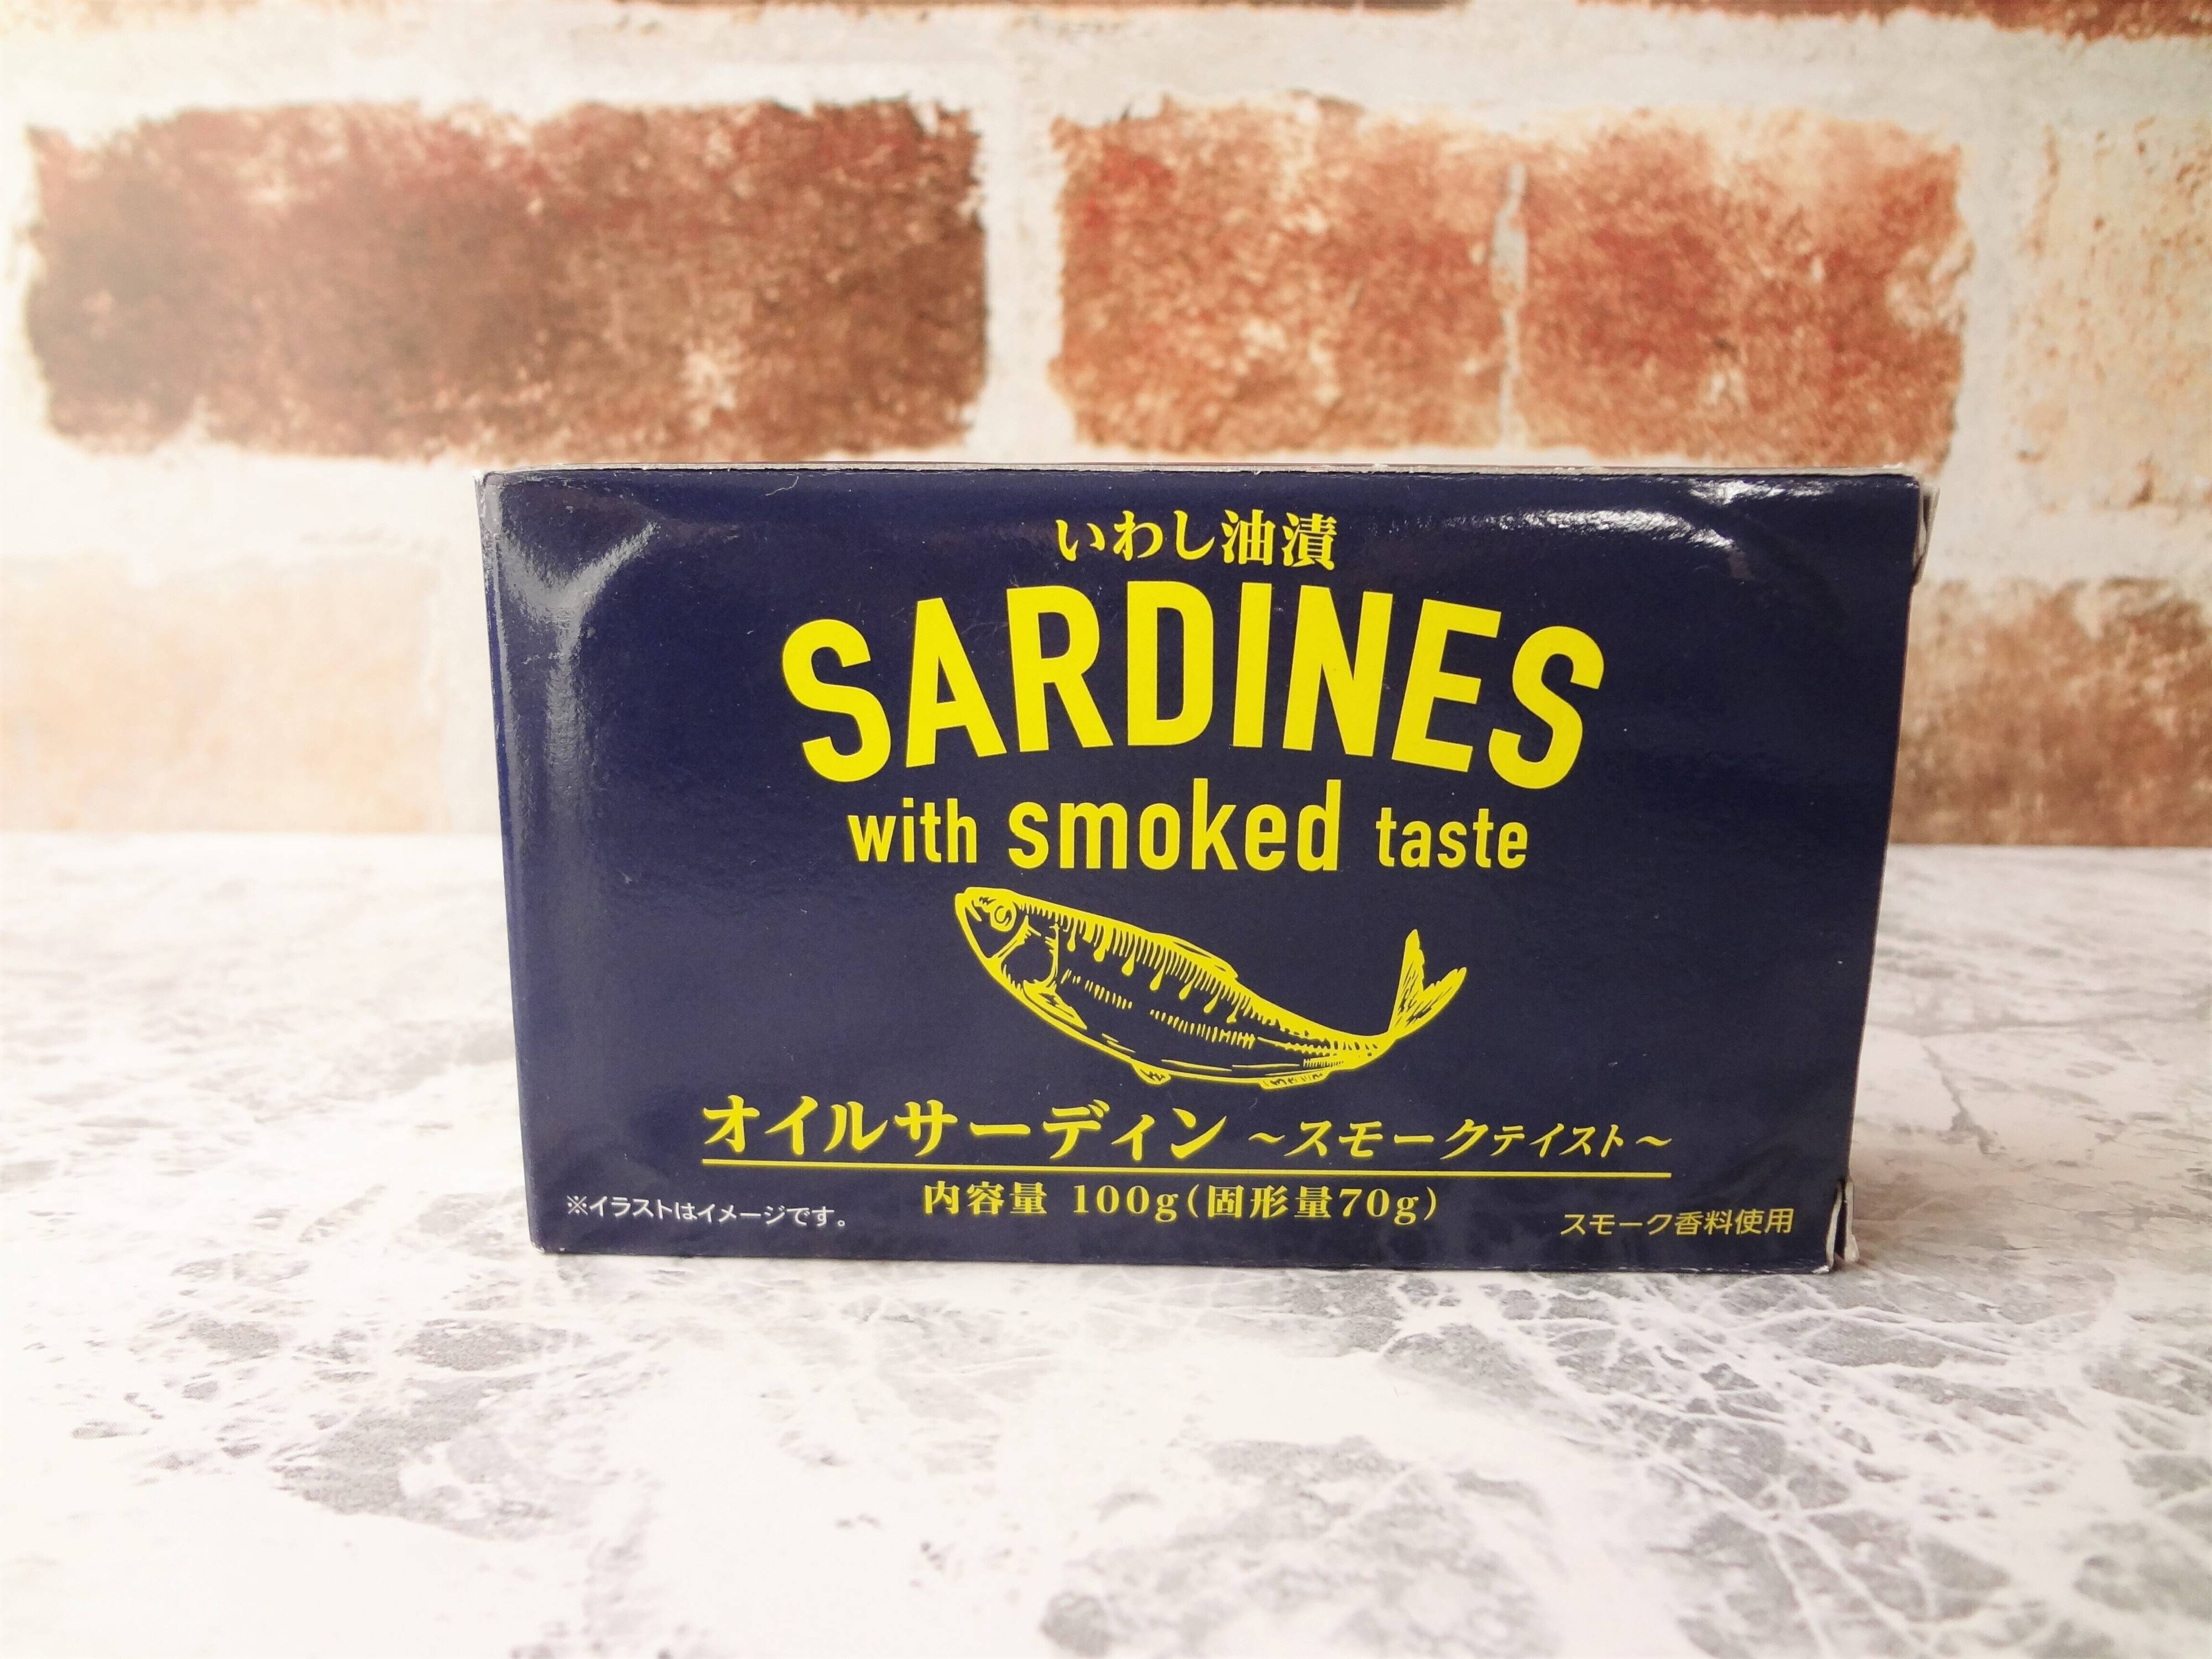 いわし油漬
SARDINES
with smoked taste
オイルサーディン ～スモークテイスト～
内容量 100g(固形量70g)
※イラストはイメージです。
スモーク香料使用